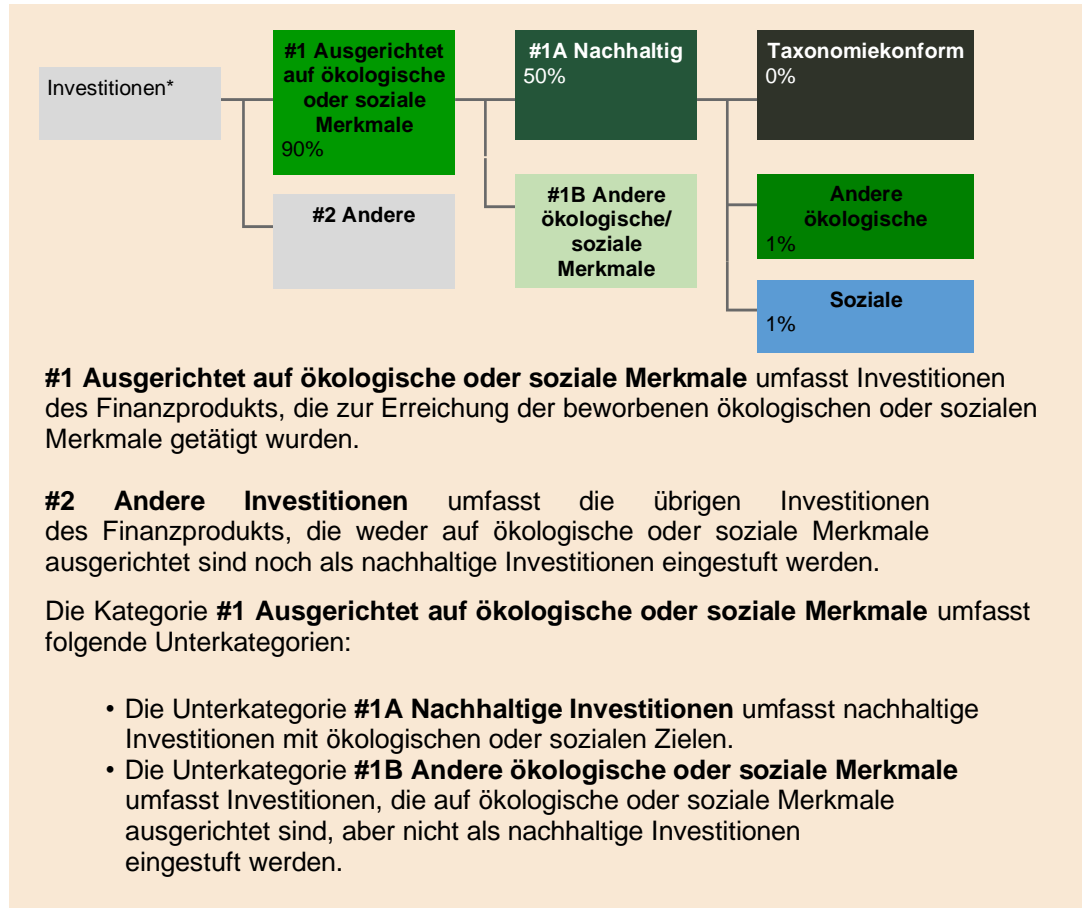 Investitionen*
#1 Ausgerichtet
auf ökologische
oder soziale
Merkmale
90%
#2 Andere
#1A Nachhaltig
50%
#1B Andere
ökologische/
soziale
Merkmale
Taxonomiekonform
0%
Andere
ökologische
1%
Soziale
1%
#1 Ausgerichtet auf ökologische oder soziale Merkmale umfasst Investitionen
des Finanzprodukts, die zur Erreichung der beworbenen ökologischen oder sozialen
Merkmale getätigt wurden.
#2 Andere Investitionen umfasst die übrigen Investitionen
des Finanzprodukts, die weder auf ökologische oder soziale Merkmale
ausgerichtet sind noch als nachhaltige Investitionen eingestuft werden.
Die Kategorie #1 Ausgerichtet auf ökologische oder soziale Merkmale umfasst
folgende Unterkategorien:
• Die Unterkategorie #1A Nachhaltige Investitionen umfasst nachhaltige
Investitionen mit ökologischen oder sozialen Zielen.
• Die Unterkategorie #1B Andere ökologische oder soziale Merkmale
umfasst Investitionen, die auf ökologische oder soziale Merkmale
ausgerichtet sind, aber nicht als nachhaltige Investitionen
eingestuft werden.